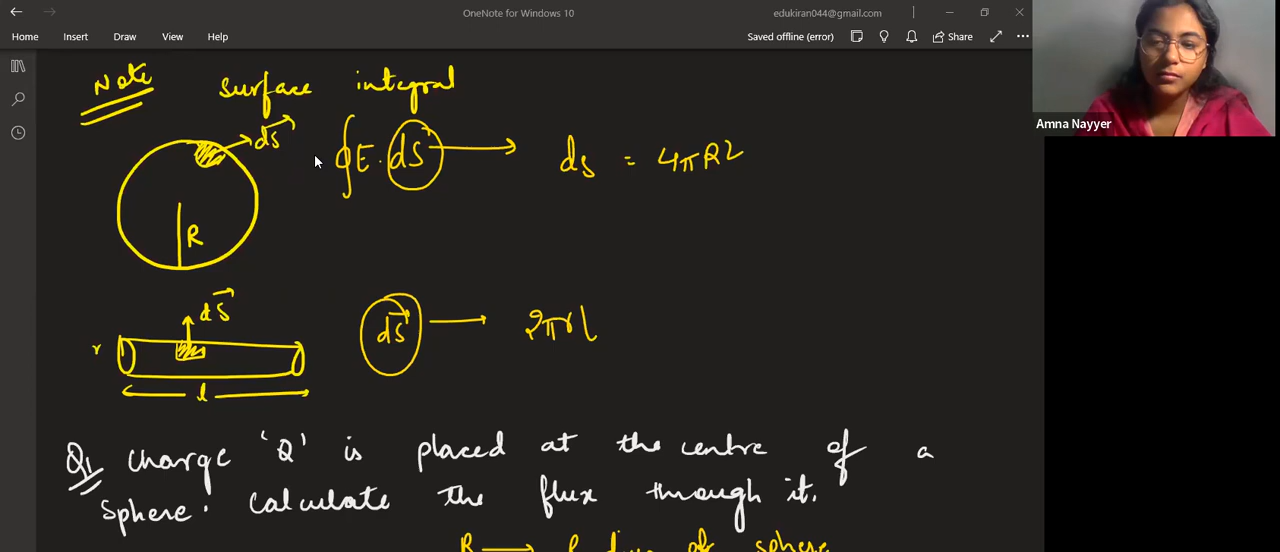 OneNote for Windows 10
edukiran044@gmail.com
Home Insert Draw View Help
Saved offline (error)
Share
Amna Nayyer
Note surface integral
dS
∮E.dS → ds = 4πR2
R
dS
dS → 2πrl
r
l
Q1 Charge 'Q' is placed at the centre of a
sphere. Calculate the flux through it.
R → of sphere